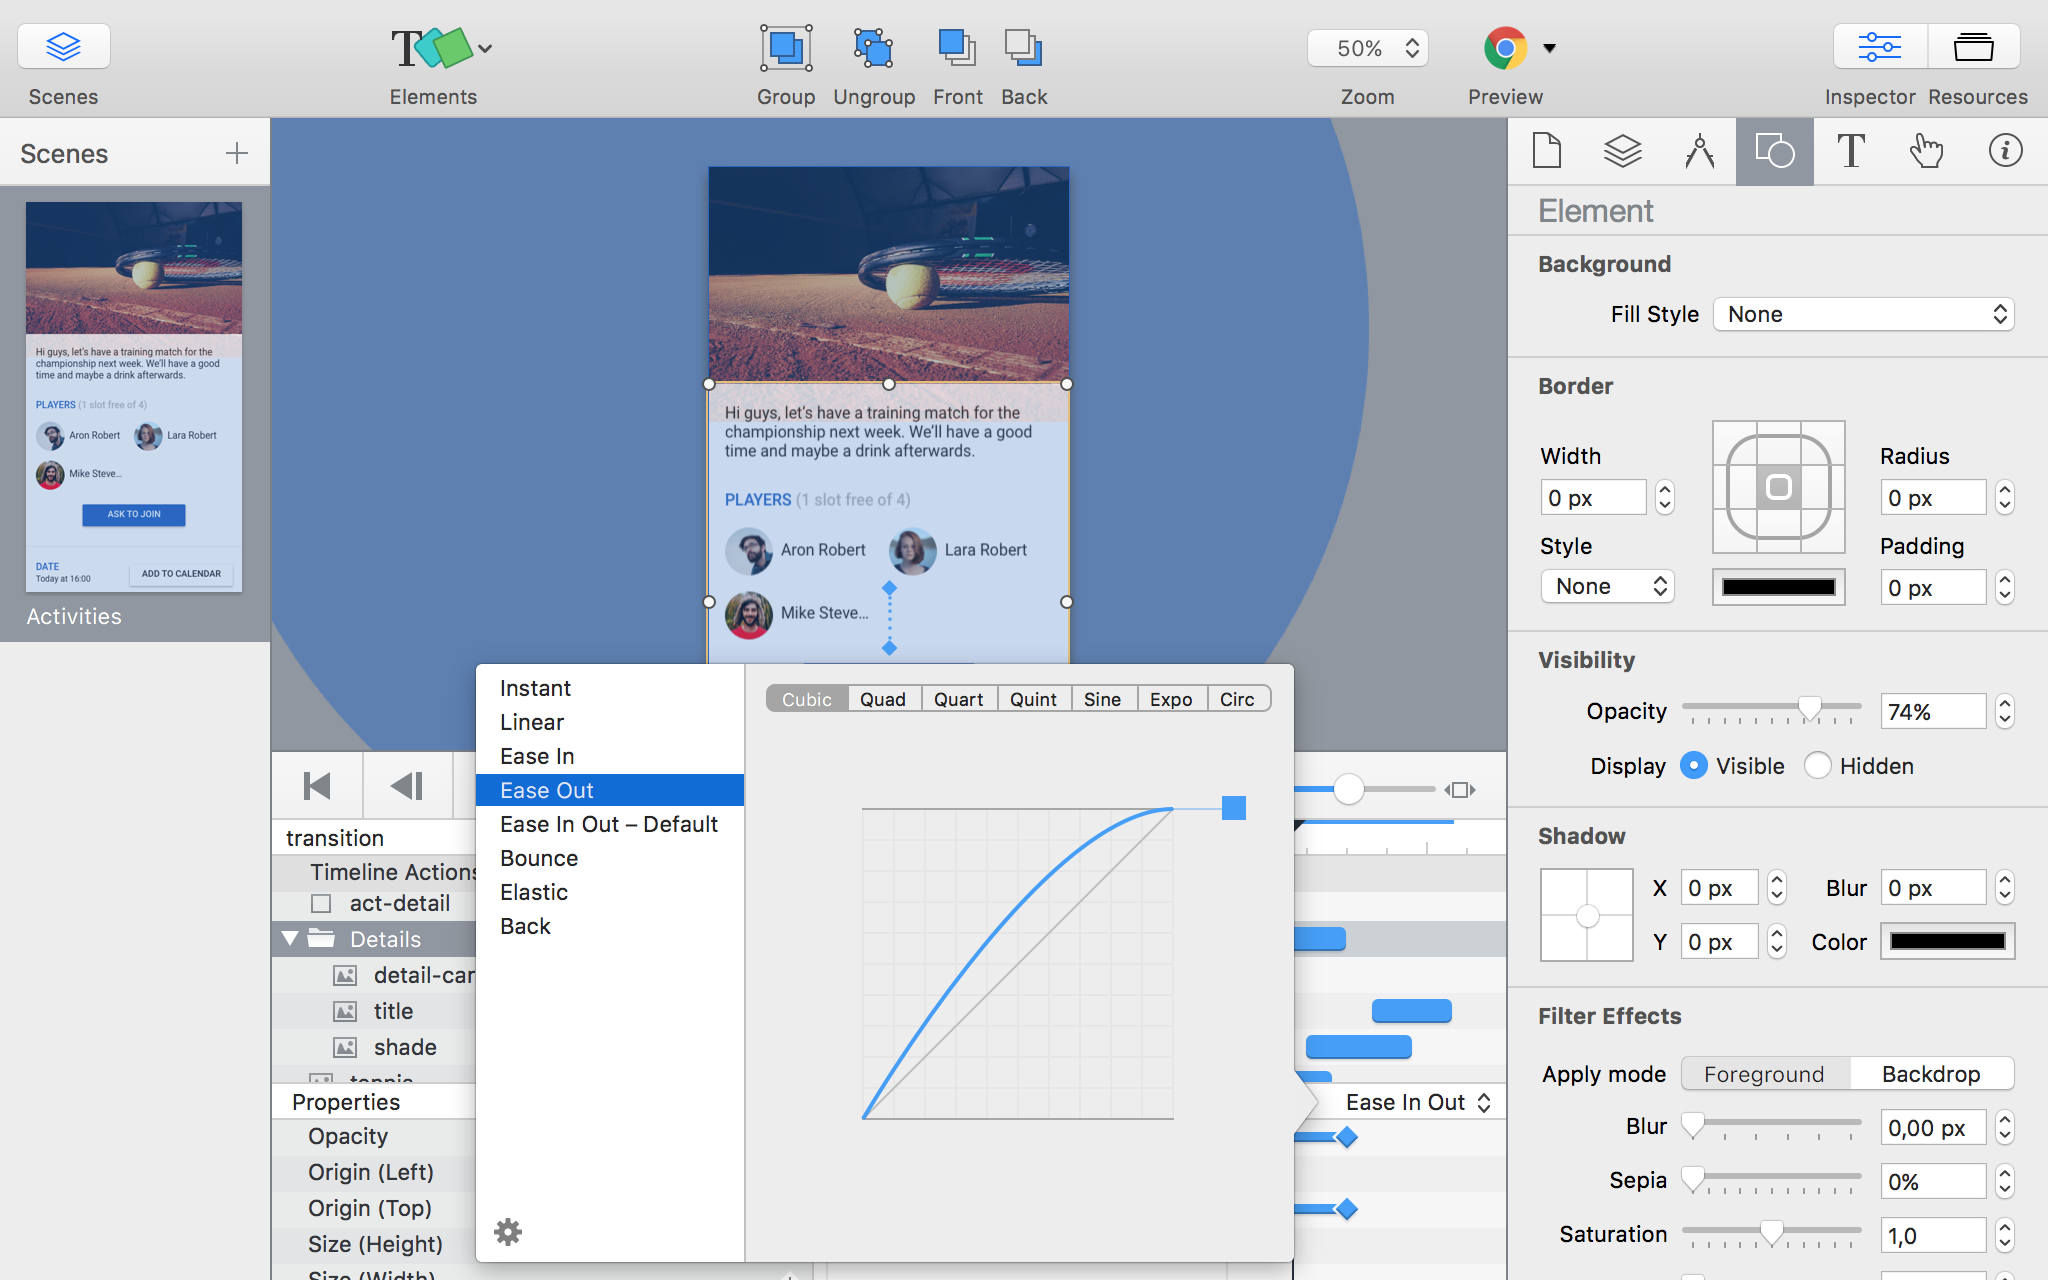 Scenes
Elements
Group
Ungroup
Front
Back
50%
Zoom
Preview
Inspector
Resources
Scenes
Hi guys, let's have a training match for the
championship next week. We'll have a good
time and maybe a drink afterwards.
PLAYERS (1 slot free of 4)
Aron Robert
Lara Robert
Mike Steve...
ASK TO JOIN
DATE
Today at 16:00
ADD TO CALENDAR
Activities
Hi guys, let's have a training match for the
championship next week. We'll have a good
time and maybe a drink afterwards.
PLAYERS (1 slot free of 4)
Aron Robert
Lara Robert
Mike Steve...
transition
Timeline Actions
act-detail
Details
detail-car
title
shade
Properties
Opacity
Origin (Left)
Origin (Top)
Size (Height)
Size (Width)
Instant
Linear
Ease In
Ease Out
Ease In Out – Default
Bounce
Elastic
Back
Cubic
Quad
Quart
Quint
Sine
Expo
Circ
Ease In Out
T
Element
Background
Fill Style
None
Border
Width
0 px
Radius
0 px
Style
None
Padding
0 px
Visibility
Opacity
74%
Display
Visible
Hidden
Shadow
X
0 px
Blur
0 px
Y
0 px
Color
Filter Effects
Apply mode
Foreground
Backdrop
Blur
0,00 px
Sepia
0%
Saturation
1,0